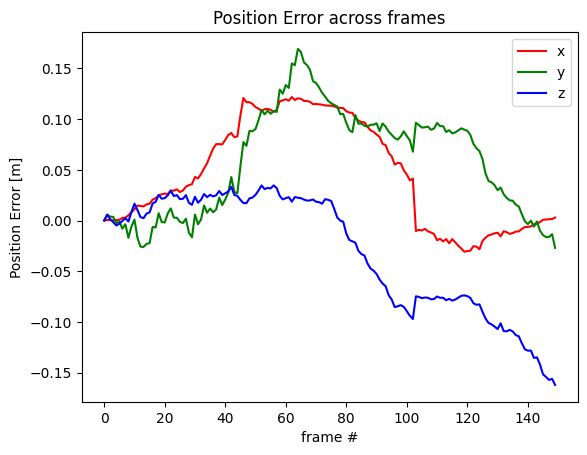 Position Error across frames
x
y
z
Position Error [m]
0.15
0.10
0.05
0.00
−0.05
−0.10
−0.15
0 20 40 60 80 100 120 140
frame #